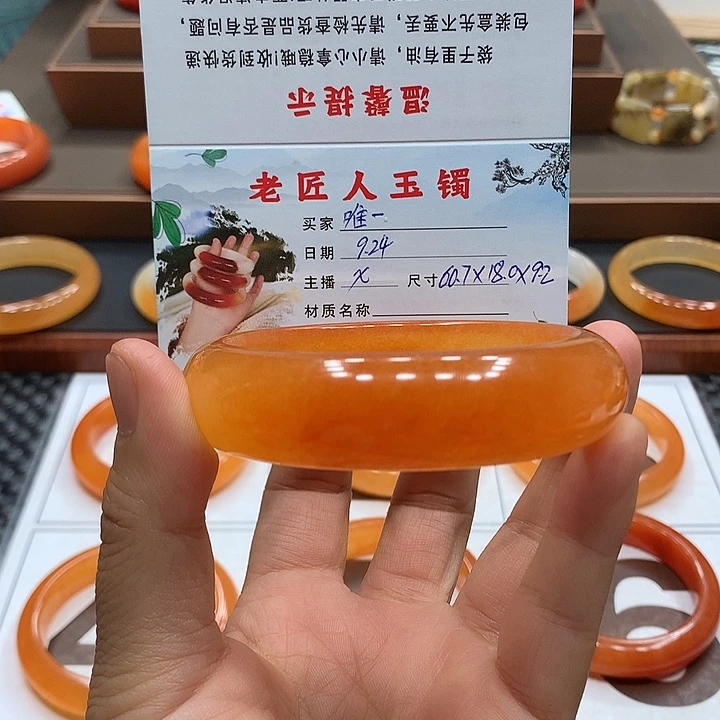 温馨提示
袋子里有油，请小心拿稳哦!收到货快递
包装盒先不要丢，请先检查货品是否有问题，
老匠人玉镯
买家 唯一
日期 9.24
主播 X 尺寸 60.7X18.0X9.2
材质名称